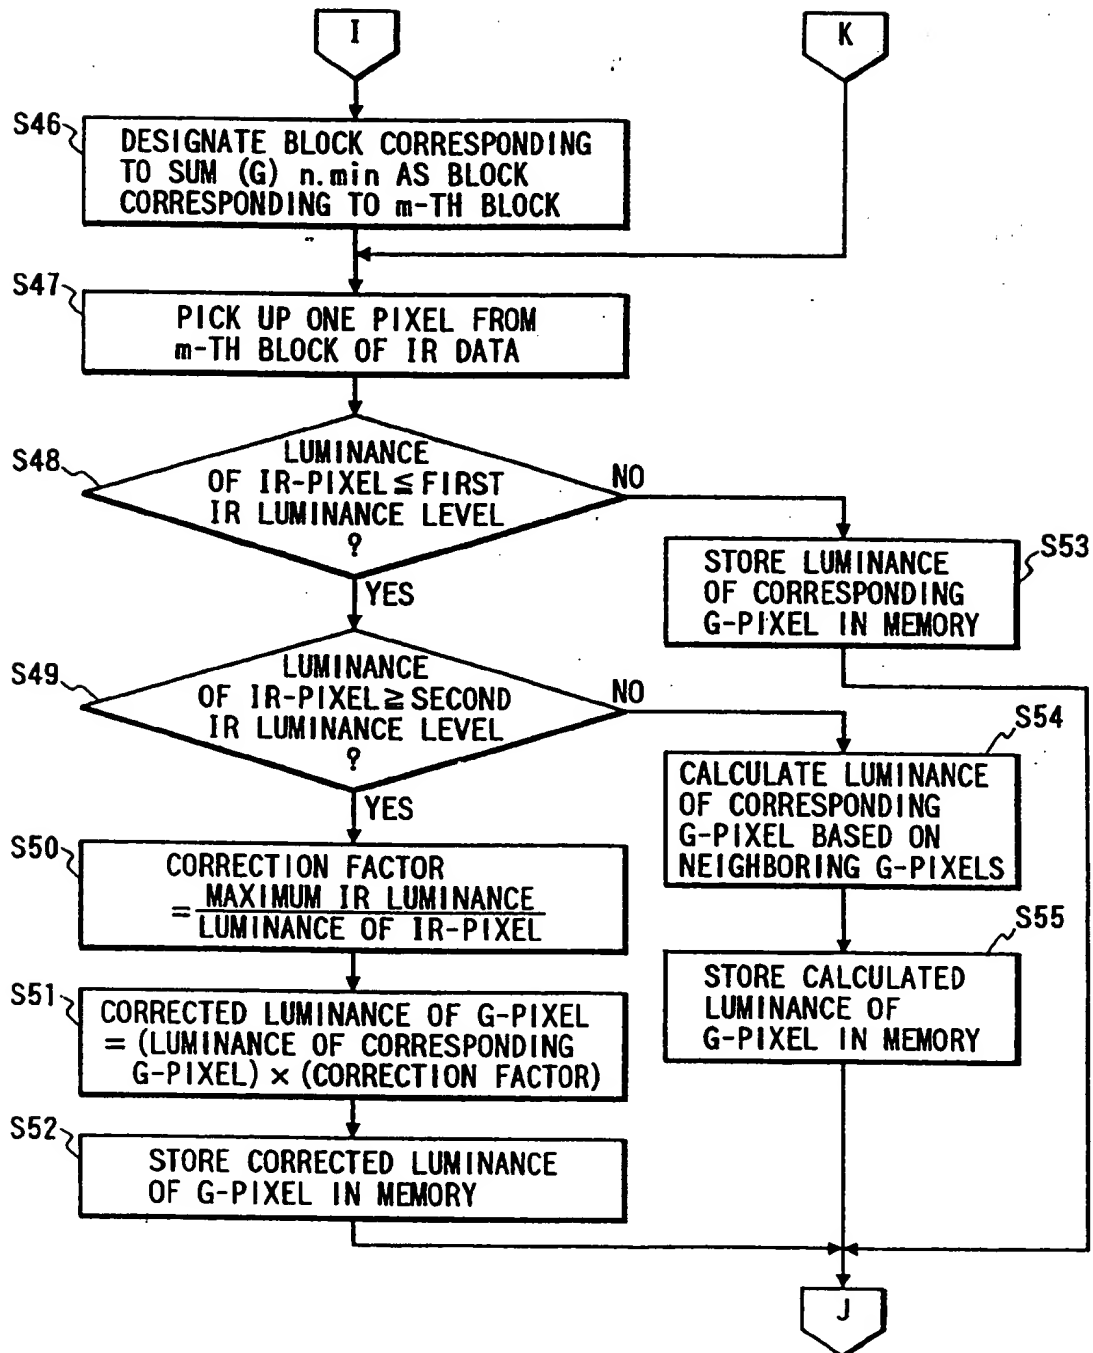 I
K
S46
DESIGNATE BLOCK CORRESPONDING
TO SUM (G) n.min AS BLOCK
CORRESPONDING TO m-TH BLOCK
S47
PICK UP ONE PIXEL FROM
m-TH BLOCK OF IR DATA
S48
LUMINANCE
OF IR-PIXEL≦FIRST
IR LUMINANCE LEVEL
?
NO
YES
S53
STORE LUMINANCE
OF CORRESPONDING
G-PIXEL IN MEMORY
S49
LUMINANCE
OF IR-PIXEL≧SECOND
IR LUMINANCE LEVEL
?
NO
YES
S54
CALCULATE LUMINANCE
OF CORRESPONDING
G-PIXEL BASED ON
NEIGHBORING G-PIXELS
S50
CORRECTION FACTOR
= MAXIMUM IR LUMINANCE
LUMINANCE OF IR-PIXEL
S55
STORE CALCULATED
LUMINANCE OF
G-PIXEL IN MEMORY
S51
CORRECTED LUMINANCE OF G-PIXEL
= (LUMINANCE OF CORRESPONDING
G-PIXEL) × (CORRECTION FACTOR)
S52
STORE CORRECTED LUMINANCE
OF G-PIXEL IN MEMORY
J